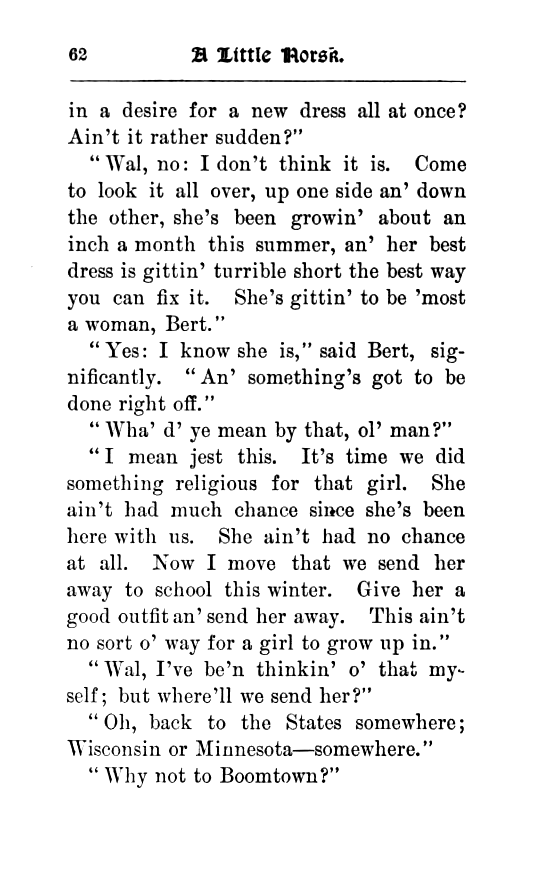 62 A Little Norsk.
in a desire for a new dress all at once?
Ain't it rather sudden?"
"Wal, no: I don't think it is. Come
to look it all over, up one side an' down
the other, she's been growin' about an
inch a month this summer, an' her best
dress is gittin' turrible short the best way
you can fix it. She's gittin' to be 'most
a woman, Bert."
"Yes: I know she is," said Bert, sig-
nificantly. "An' something's got to be
done right off."
"Wha' d' ye mean by that, ol' man?"
"I mean jest this. It's time we did
something religious for that girl. She
ain't had much chance since she's been
here with us. She ain't had no chance
at all. Now I move that we send her
away to school this winter. Give her a
good outfit an' send her away. This ain't
no sort o' way for a girl to grow up in."
"Wal, I've be'n thinkin' o' that my-
self; but where'll we send her?"
"Oh, back to the States somewhere;
Wisconsin or Minnesota—somewhere."
"Why not to Boomtown?"